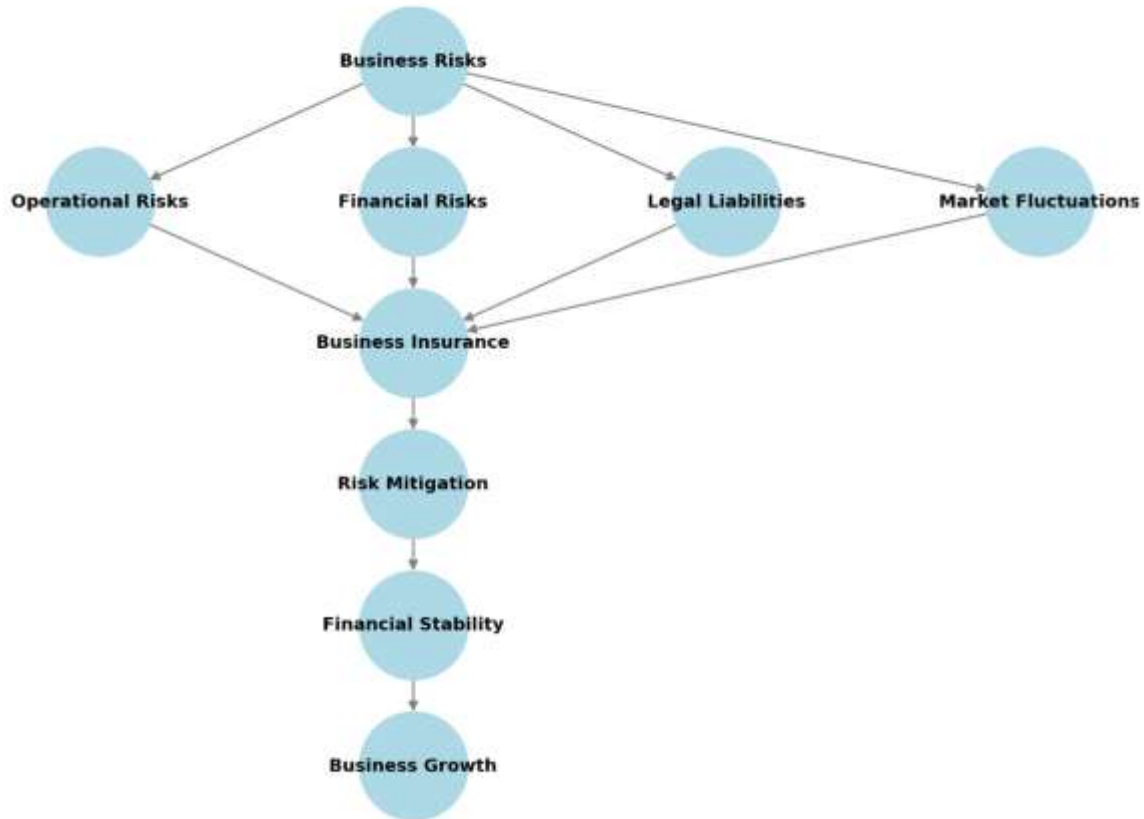 Business Risks
Operational Risks
Financial Risks
Legal Liabilities
Market Fluctuations
Business Insurance
Risk Mitigation
Financial Stability
Business Growth